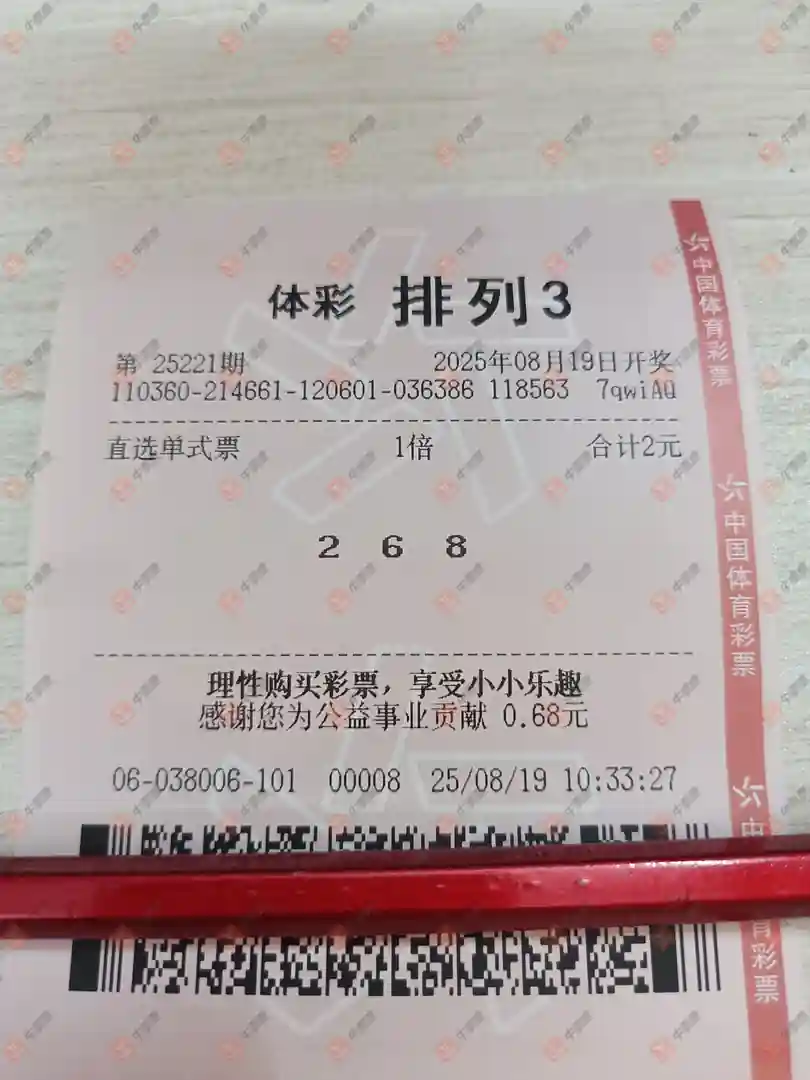 体彩 排列3
第 25221期 2025年08月19日开奖
110360-214661-120601-036386 118563 7qwiAQ
直选单式票 1倍 合计2元
2 6 8
理性购买彩票，享受小小乐趣
感谢您为公益事业贡献 0.68元
06-038006-101 00008 25/08/19 10:33:27
中国体育彩票
中国体育彩票
中
育彩票